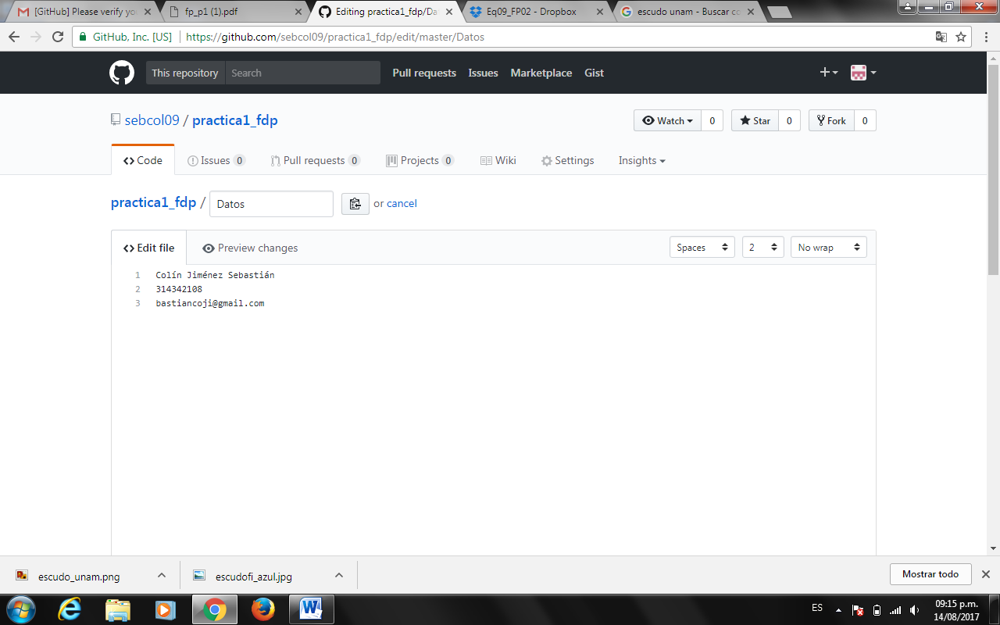 [GitHub] Please verify yo
fp_p1 (1).pdf
Editing practica1_fdp/Da
Eq09_FP02 - Dropbox
escudo unam - Buscar co
GitHub, Inc. [US]
https://github.com/sebcol09/practica1_fdp/edit/master/Datos
This repository
Search
Pull requests
Issues
Marketplace
Gist
sebcol09 / practica1_fdp
Watch 0
Star 0
Fork 0
Code
Issues 0
Pull requests 0
Projects 0
Wiki
Settings
Insights
practica1_fdp / Datos or cancel
Edit file
Preview changes
Spaces
2
No wrap
1 Colín Jiménez Sebastián
2 314342108
3 bastiancoji@gmail.com
escudo_unam.png
escudofi_azul.jpg
Mostrar todo
ES
09:15 p.m.
14/08/2017